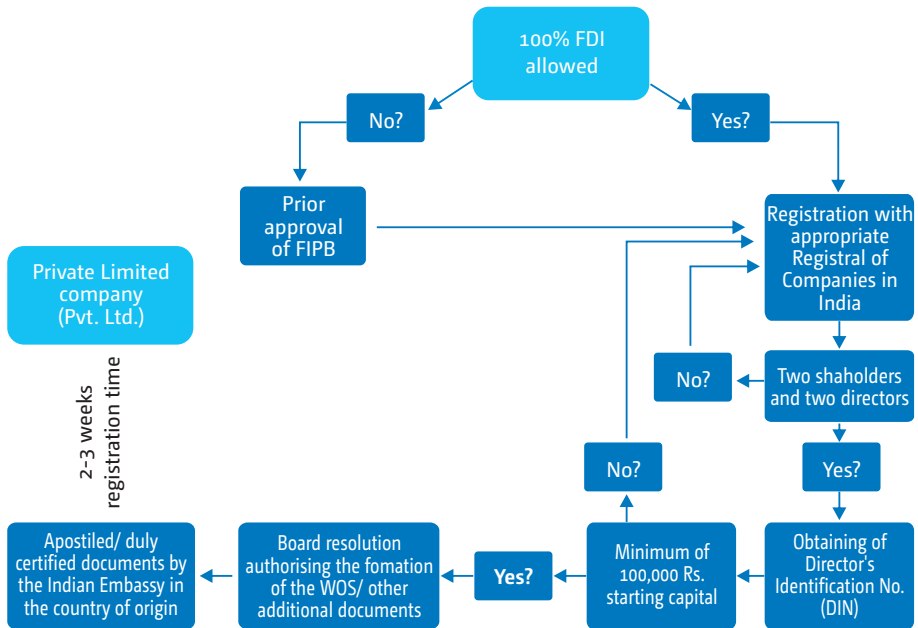 100% FDI
allowed
No?
Yes?
Prior
approval
of FIPB
Registration with
appropriate
Registral of
Companies in
India
Private Limited
company
(Pvt. Ltd.)
2-3 weeks
registration time
No?
Two shaholders
and two directors
No?
Yes?
Apostiled/ duly
certified documents by
the Indian Embassy in
the country of origin
Board resolution
authorising the fomation
of the WOS/ other
additional documents
Yes?
Minimum of
100,000 Rs.
starting capital
Obtaining of
Director's
Identification No.
(DIN)